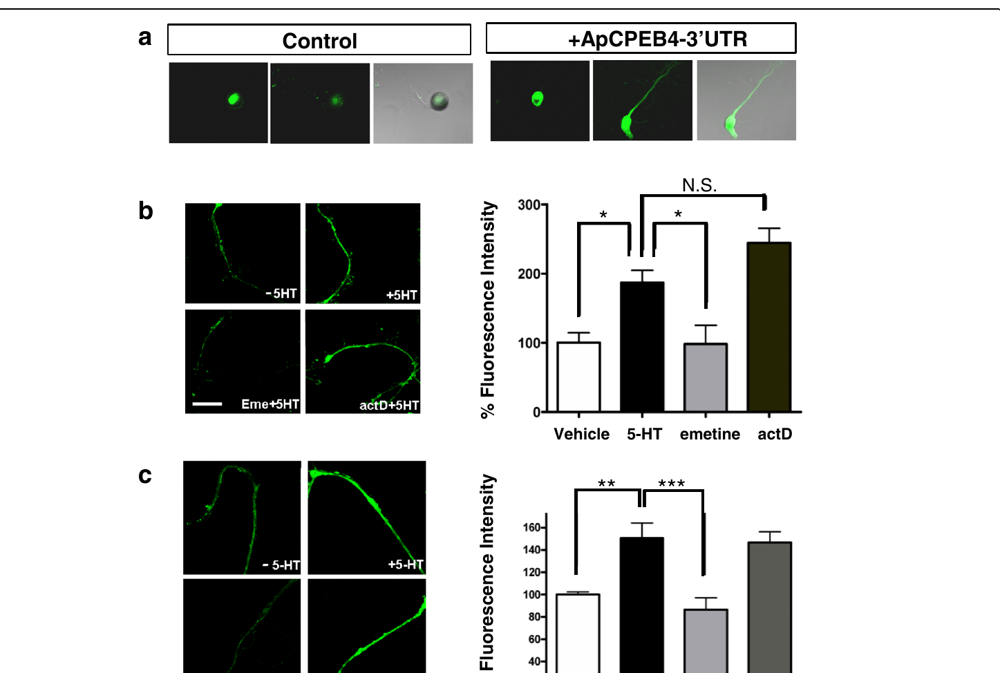 a
Control
+ApCPEB4-3’UTR
b
-5HT
+5HT
Eme+5HT
actD+5HT
% Fluorescence Intensity
300
200
100
0
*
*
N.S.
Vehicle 5-HT emetine actD
c
- 5-HT
+5-HT
Fluorescence Intensity
160
140
120
100
80
60
40
**
***